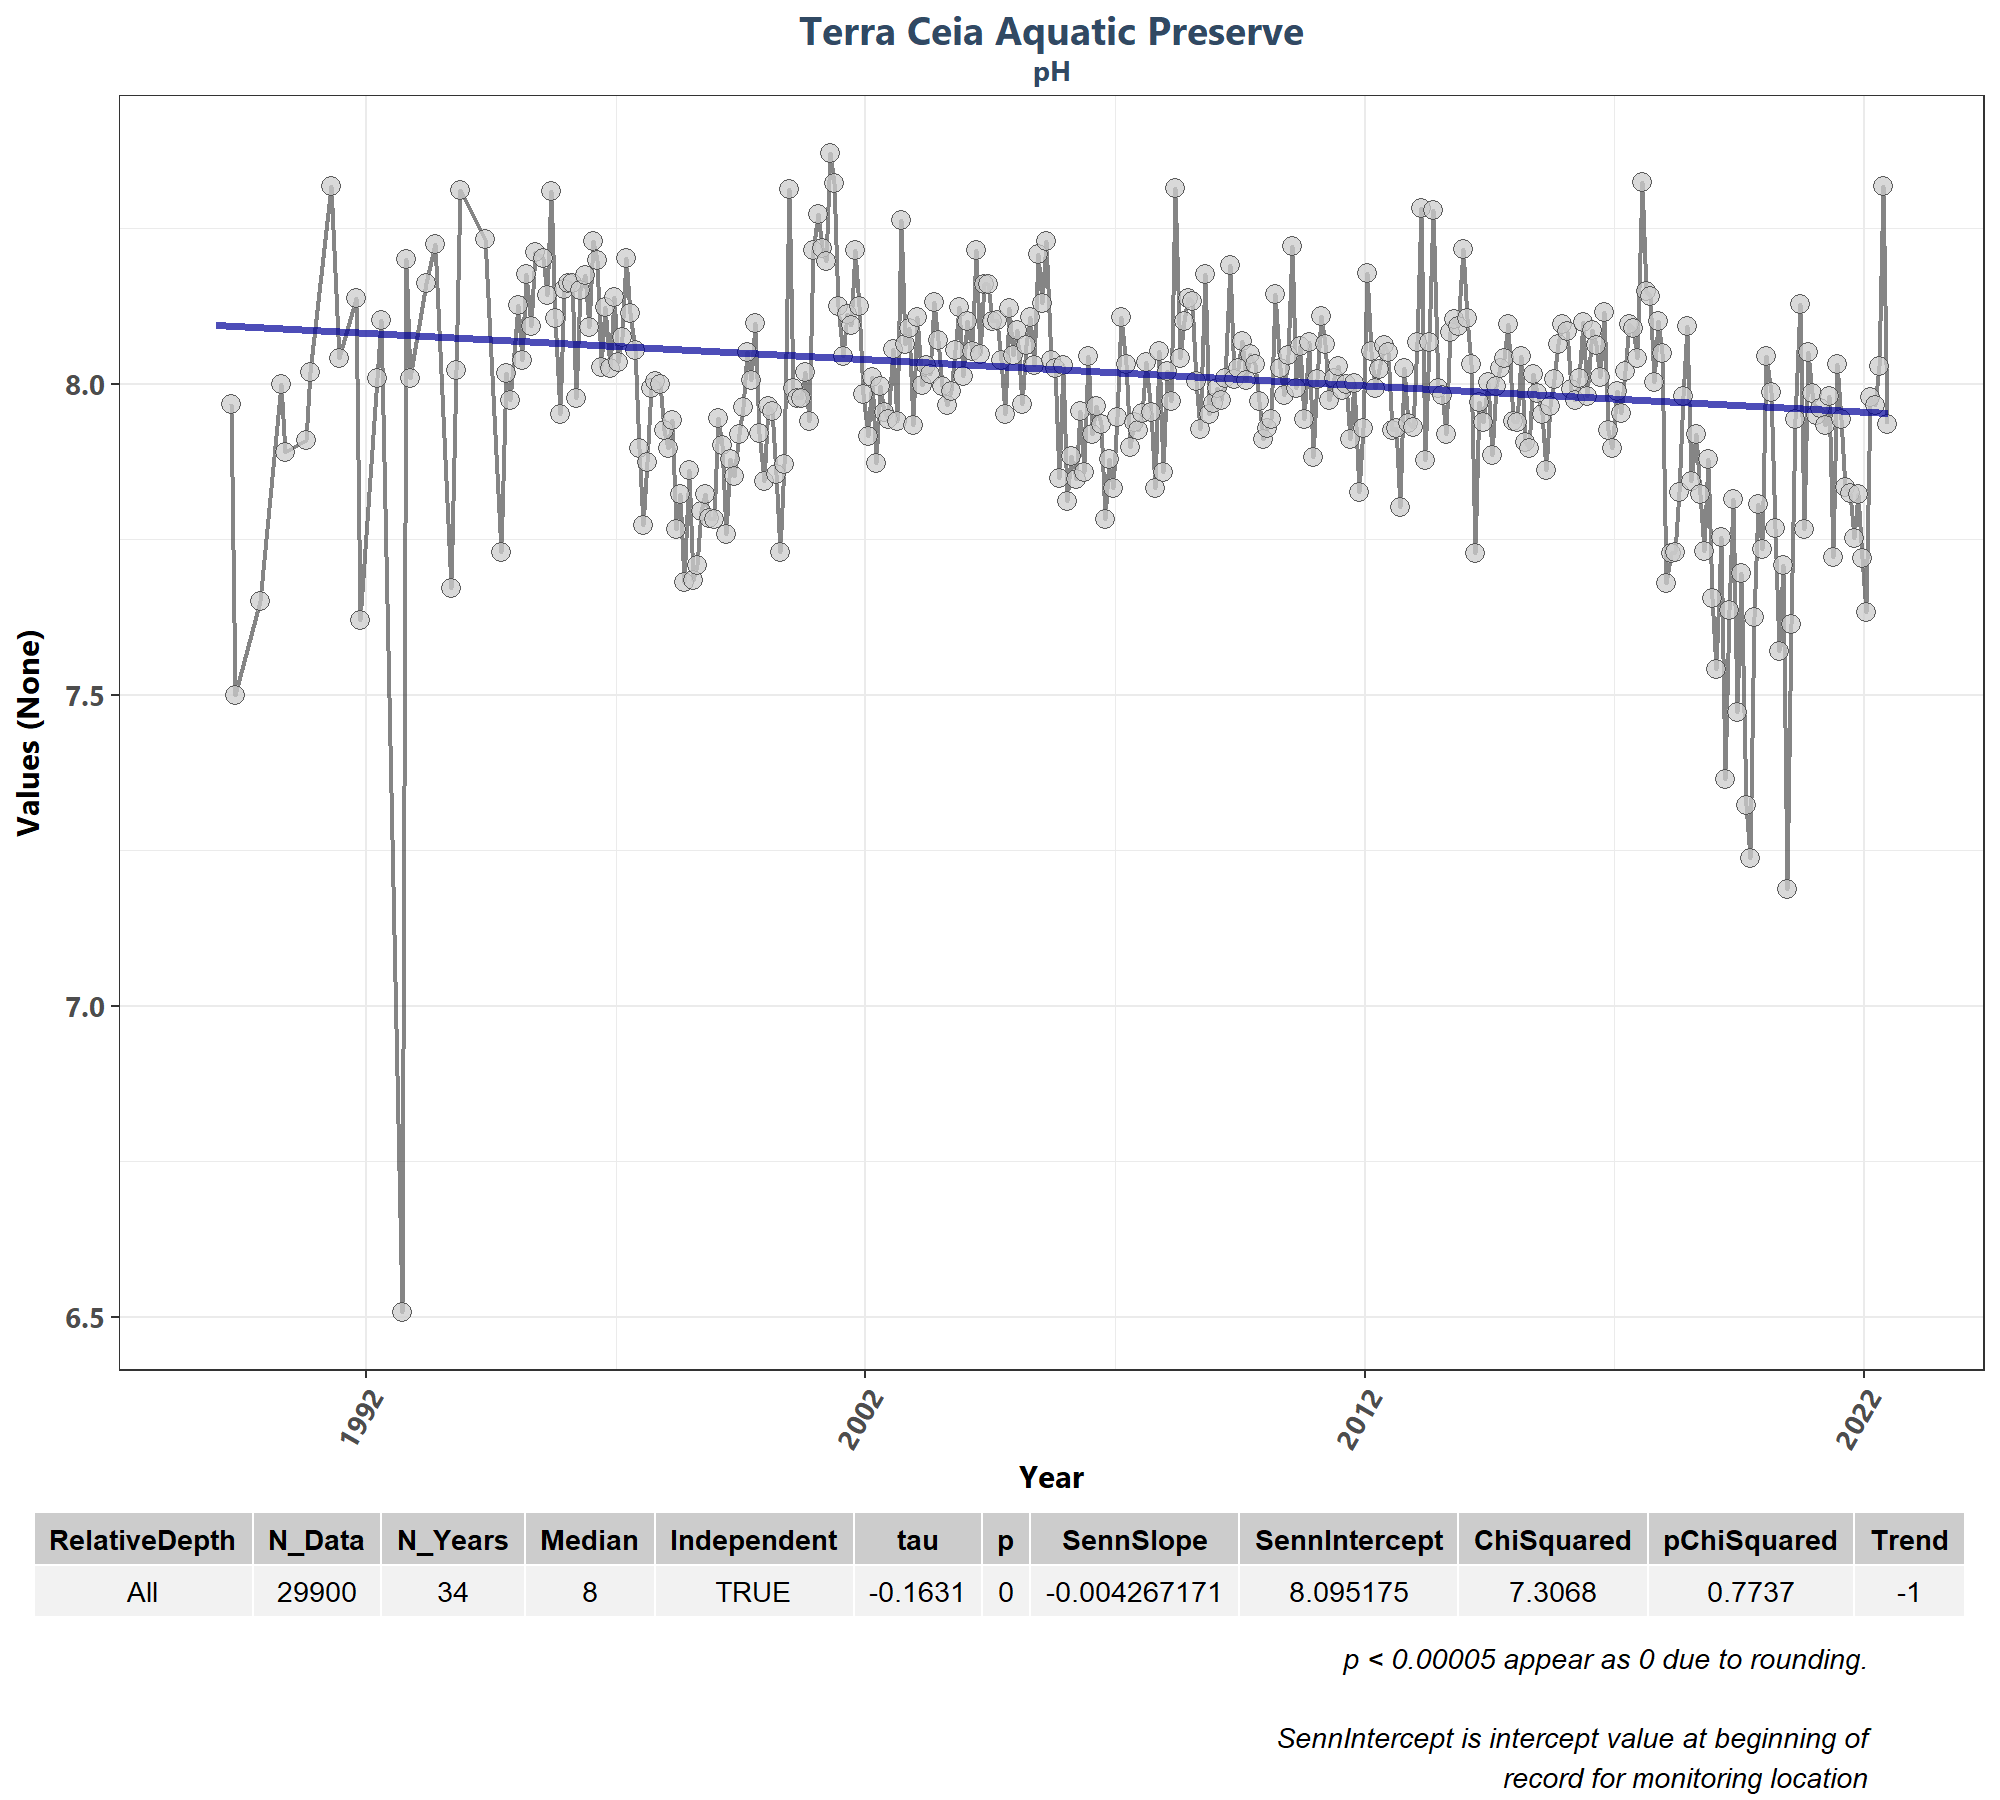 Terra Ceia Aquatic Preserve
pH
Values (None)
8.0
7.5
7.0
6.5
1992 2002 2012 2022
Year
RelativeDepth N_Data N_Years Median Independent tau p SennSlope SennIntercept ChiSquared pChiSquared Trend
All 29900 34 8 TRUE -0.1631 0 -0.004267171 8.095175 7.3068 0.7737 -1
p < 0.00005 appear as 0 due to rounding.
SennIntercept is intercept value at beginning of
record for monitoring location